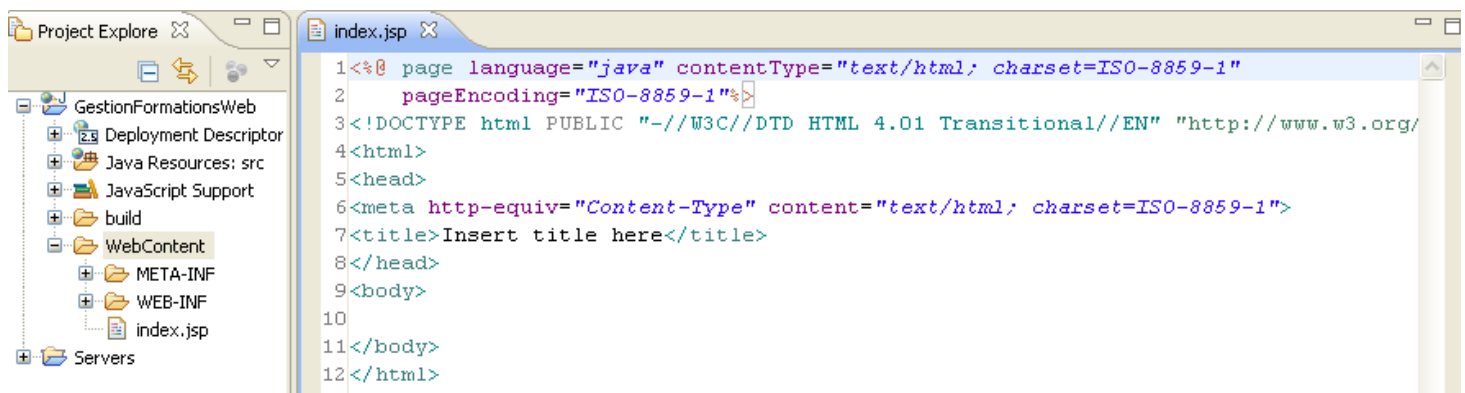 Project Explore
GestionFormationsWeb
2.5 Deployment Descriptor
Java Resources: src
JavaScript Support
build
WebContent
META-INF
WEB-INF
index.jsp
Servers
index.jsp
1<%@ page language="java" contentType="text/html; charset=ISO-8859-1"
2    pageEncoding="ISO-8859-1"%>
3<!DOCTYPE html PUBLIC "-//W3C//DTD HTML 4.01 Transitional//EN" "http://www.w3.org/
4<html>
5<head>
6<meta http-equiv="Content-Type" content="text/html; charset=ISO-8859-1">
7<title>Insert title here</title>
8</head>
9<body>
10
11</body>
12</html>